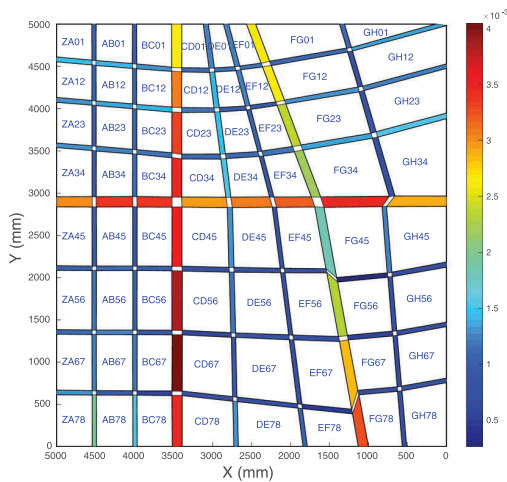 ×10⁻³
5000
ZA01 AB01 BC01 CD01 DE01 EF01 FG01 GH01
4
4500
ZA12 AB12 BC12 CD12 DE12 EF12 FG12 GH12
3.5
4000
ZA23 AB23 BC23 CD23 DE23 EF23 FG23 GH23
3500
3
ZA34 AB34 BC34 CD34 DE34 EF34 FG34 GH34
3000
2.5
Y (mm)
2500
ZA45 AB45 BC45 CD45 DE45 EF45 FG45 GH45
2000
2
ZA56 AB56 BC56 CD56 DE56 EF56 FG56 GH56
1500
1.5
1000
ZA67 AB67 BC67 CD67 DE67 EF67 FG67 GH67
1
500
ZA78 AB78 BC78 CD78 DE78 EF78 FG78 GH78
0.5
0
5000 4500 4000 3500 3000 2500 2000 1500 1000 500 0
X (mm)